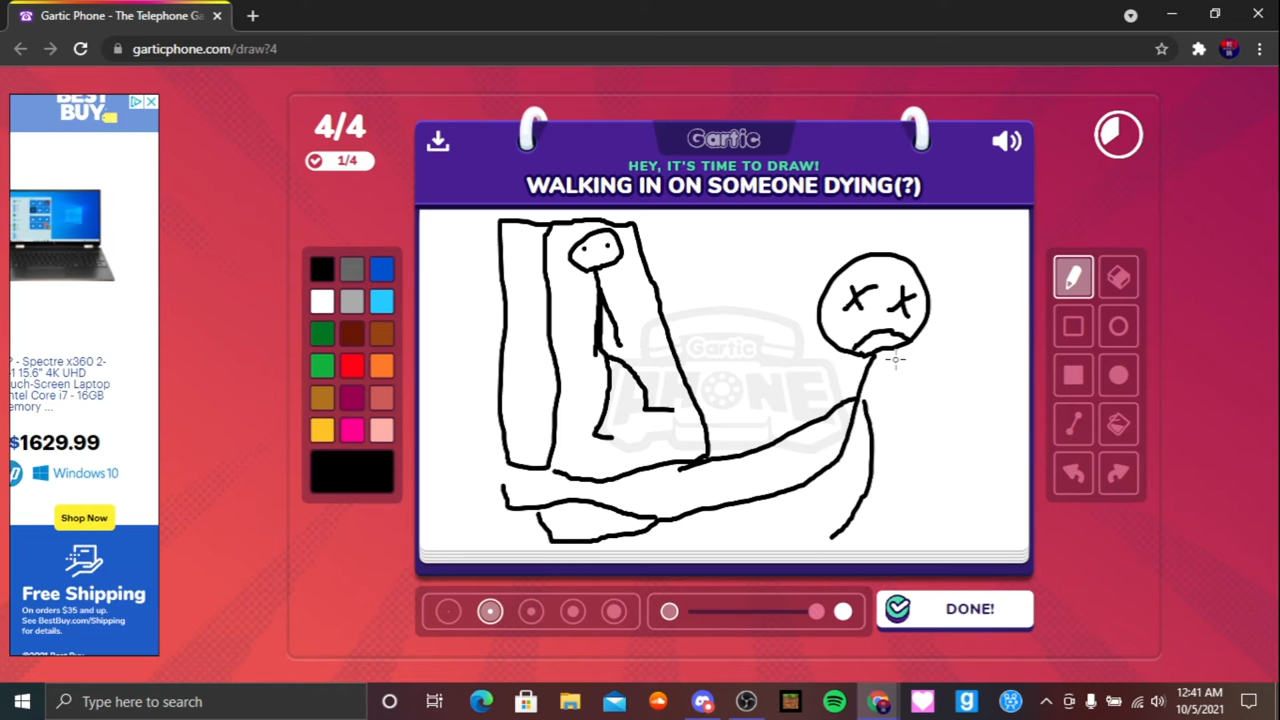 Gartic Phone - The Telephone Ga
garticphone.com/draw?4
BEST
BUY
4/4
1/4
Gartic
HEY, IT'S TIME TO DRAW!
WALKING IN ON SOMEONE DYING(?)
Gartic
PHONE
P - Spectre x360 2-
-1 15.6" 4K UHD
uch-Screen Laptop
ntel Core i7 - 16GB
emory ...
$1629.99
Windows 10
Shop Now
Free Shipping
On orders $35 and up.
See BestBuy.com/Shipping
for details.
DONE!
Type here to search
12:41 AM
10/5/2021